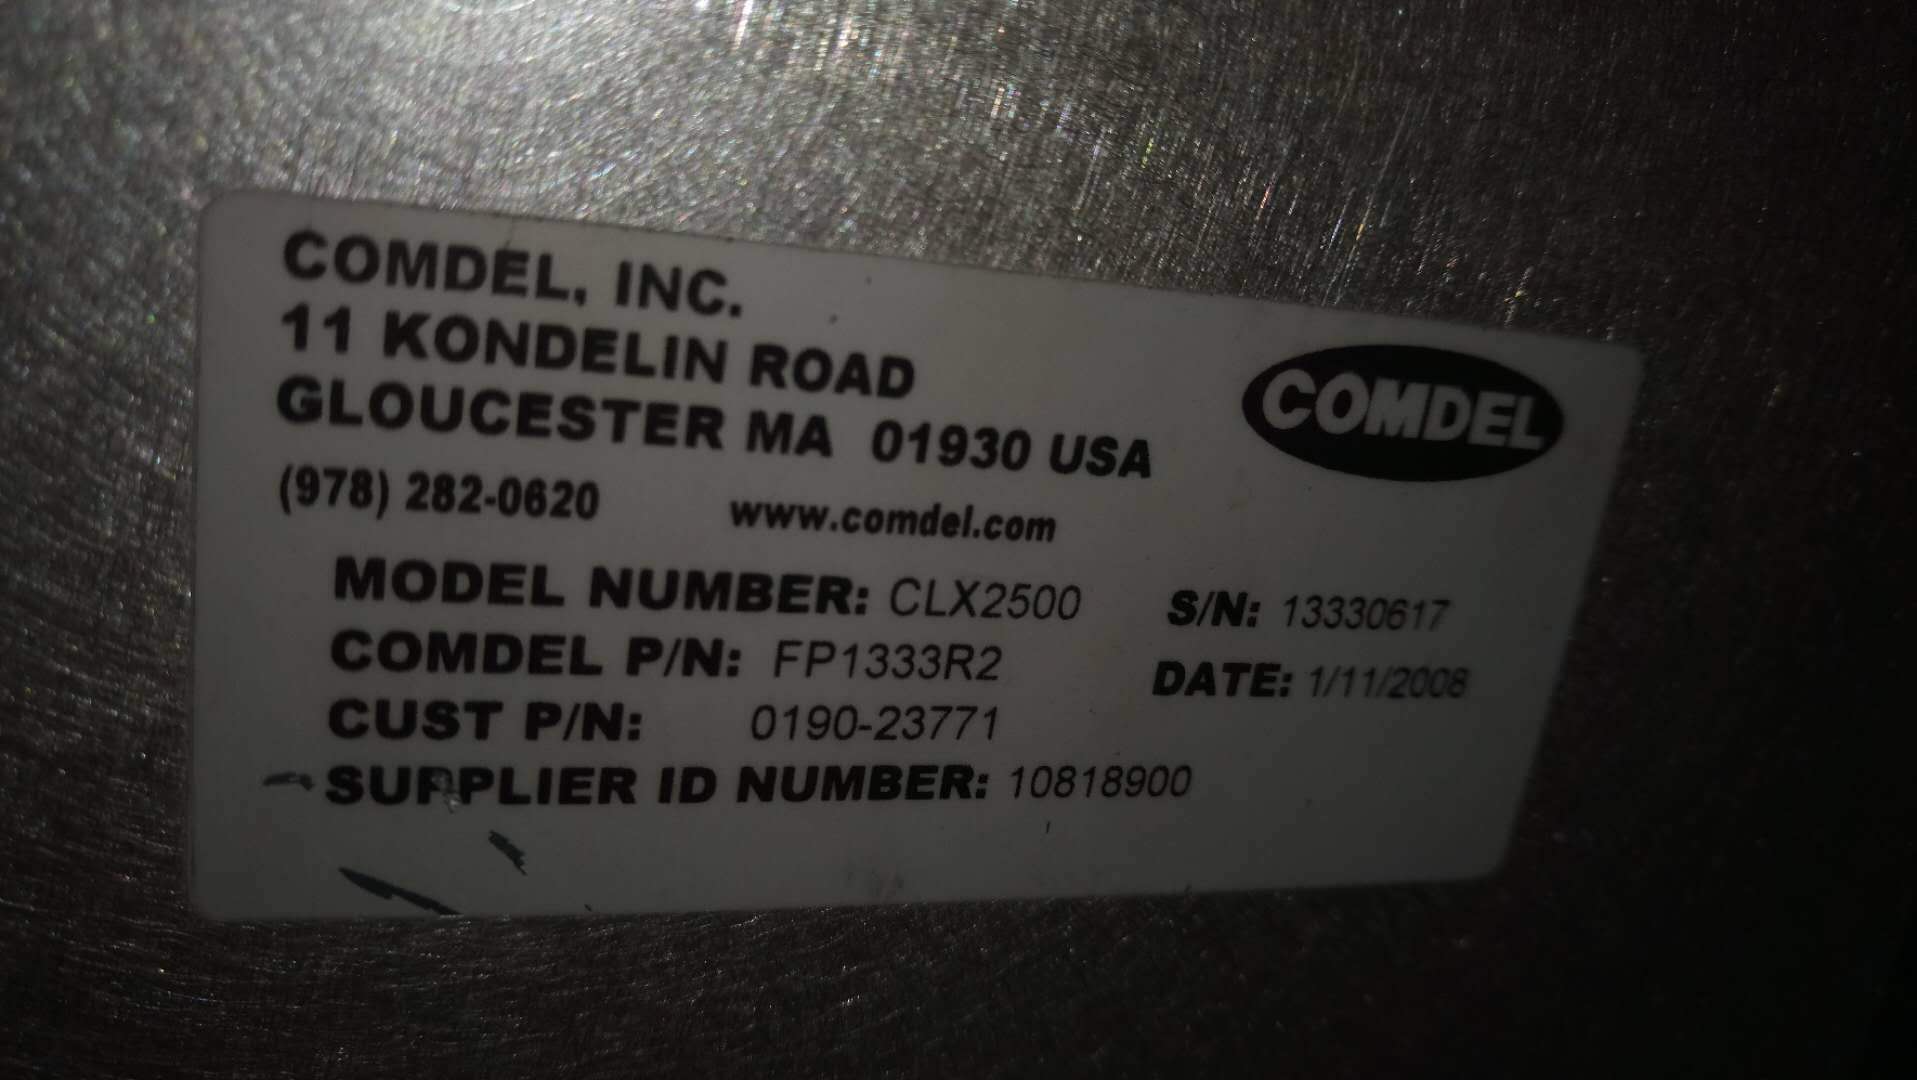 COMDEL, INC.
11 KONDELIN ROAD
GLOUCESTER MA 01930 USA
COMDEL
(978) 282-0620 www.comdel.com
MODEL NUMBER: CLX2500 S/N: 13330617
COMDEL P/N: FP1333R2 DATE: 1/11/2008
CUST P/N: 0190-23771
SUPPLIER ID NUMBER: 10818900